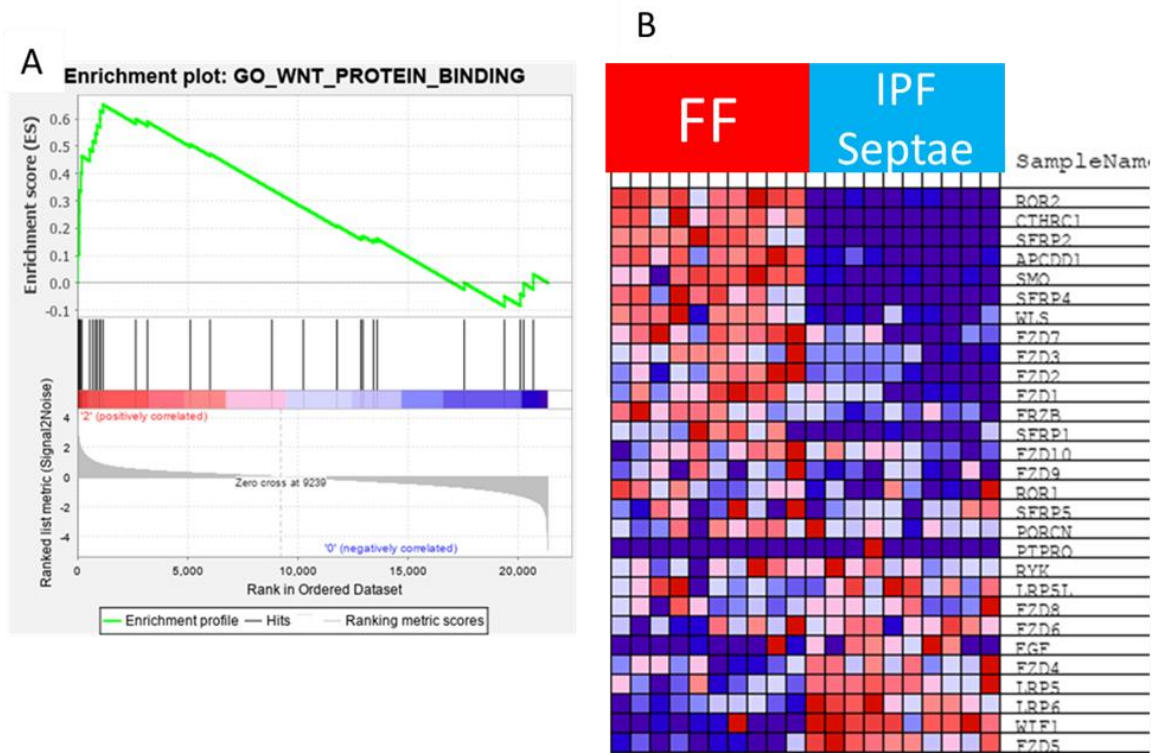 A
Enrichment plot: GO_WNT_PROTEIN_BINDING
Enrichment score (ES)
0.6
0.5
0.4
0.3
0.2
0.1
0.0
-0.1
'2' (positively correlated)
Ranked list metric (Signal2Noise)
4
2
0
-2
-4
Zero cross at 9239
'0' (negatively correlated)
0
5,000
10,000
15,000
20,000
Rank in Ordered Dataset
Enrichment profile
Hits
Ranking metric scores
B
FF
IPF
Septae
SampleName
ROR2
CTHRC1
SFRP2
APCDD1
SMO
SFRP4
WLS
FZD7
FZD3
FZD2
FZD1
FRZB
SFRP1
FZD10
FZD9
ROR1
SFRP5
PORCN
PTPRO
RYK
LRP5L
FZD8
FZD6
EGF
FZD4
LRP5
LRP6
WIF1
FZD5